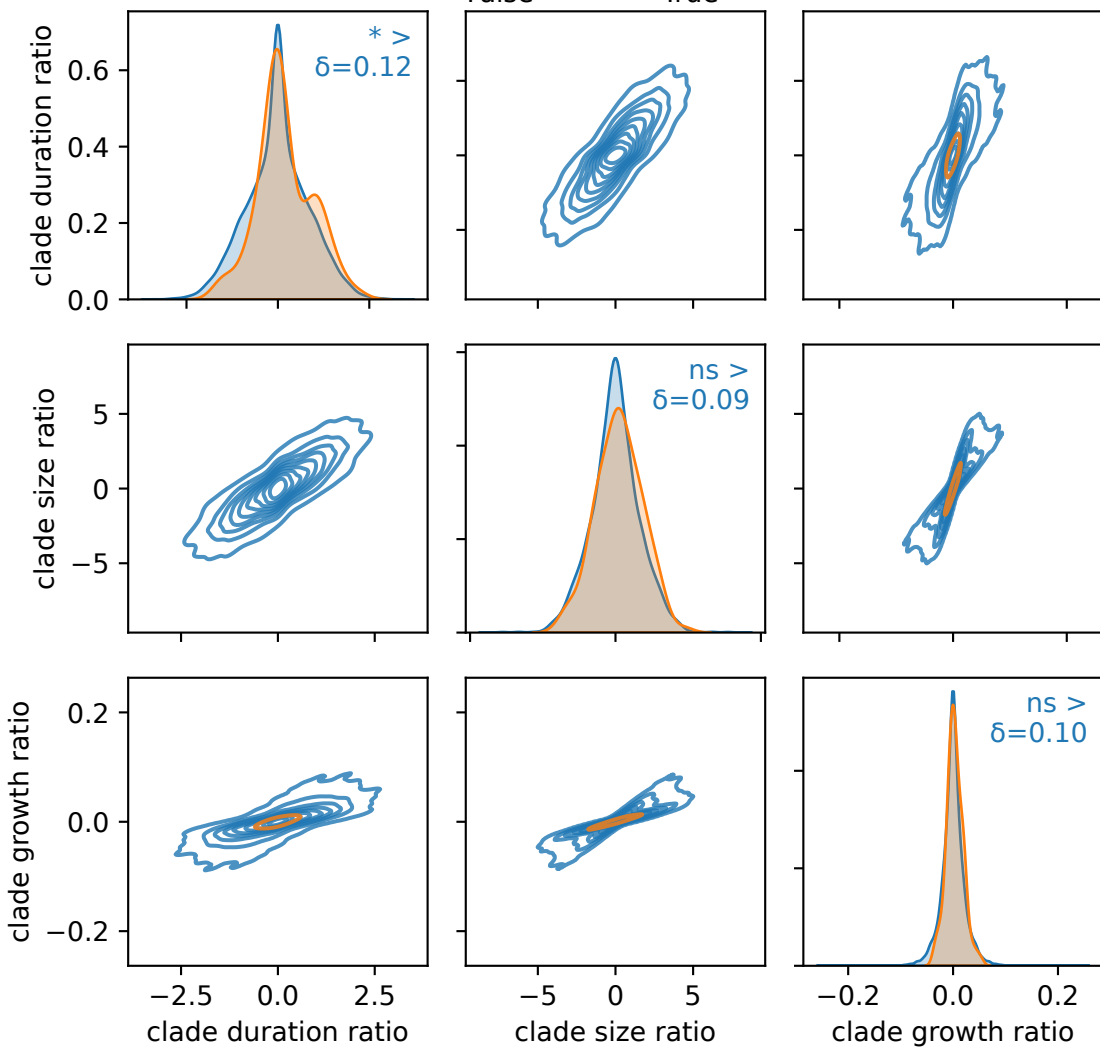 True
clade duration ratio
0.6
0.4
0.2
0.0
* >
δ=0.12
clade size ratio
5
0
−5
ns >
δ=0.09
clade growth ratio
0.2
0.0
−0.2
ns >
δ=0.10
−2.5 0.0 2.5
−5 0 5
−0.2 0.0 0.2
clade duration ratio
clade size ratio
clade growth ratio